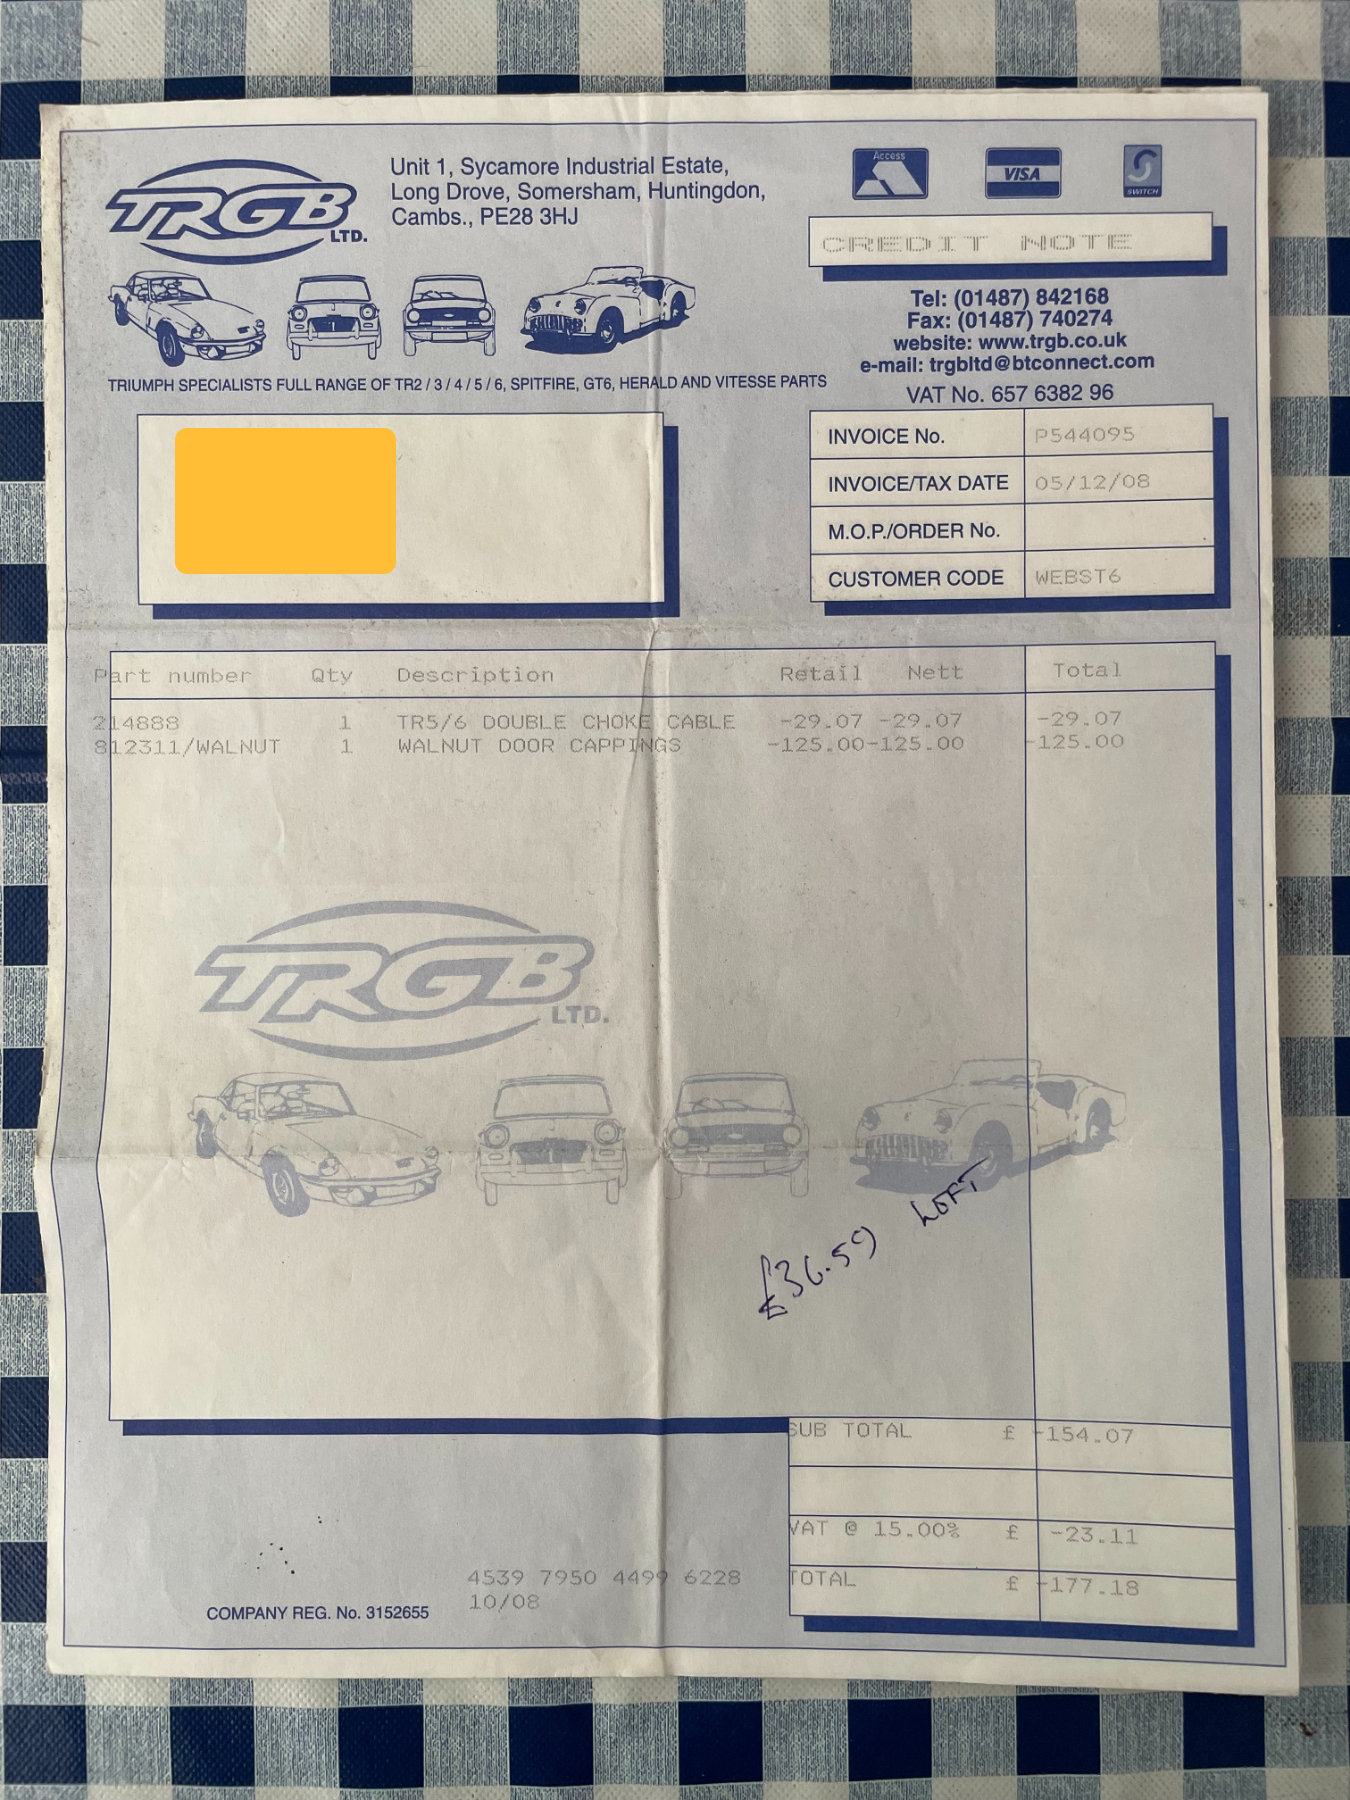 TRGB LTD.
Unit 1, Sycamore Industrial Estate,
Long Drove, Somersham, Huntingdon,
Cambs., PE28 3HJ
Access
VISA
S SWITCH
CREDIT NOTE
Tel: (01487) 842168
Fax: (01487) 740274
website: www.trgb.co.uk
e-mail: trgbltd@btconnect.com
VAT No. 657 6382 96
TRIUMPH SPECIALISTS FULL RANGE OF TR2 / 3 / 4 / 5 / 6, SPITFIRE, GT6, HERALD AND VITESSE PARTS
INVOICE No. P544095
INVOICE/TAX DATE 05/12/08
M.O.P./ORDER No.
CUSTOMER CODE WEBST6
Part number Qty Description Retail Nett Total
214888 1 TR5/6 DOUBLE CHOKE CABLE -29.07 -29.07 -29.07
812311/WALNUT 1 WALNUT DOOR CAPPINGS -125.00-125.00 -125.00
TRGB LTD.
£36.59 LOFT
SUB TOTAL £ -154.07
VAT @ 15.00% £ -23.11
TOTAL £ -177.18
4539 7950 4499 6228
10/08
COMPANY REG. No. 3152655